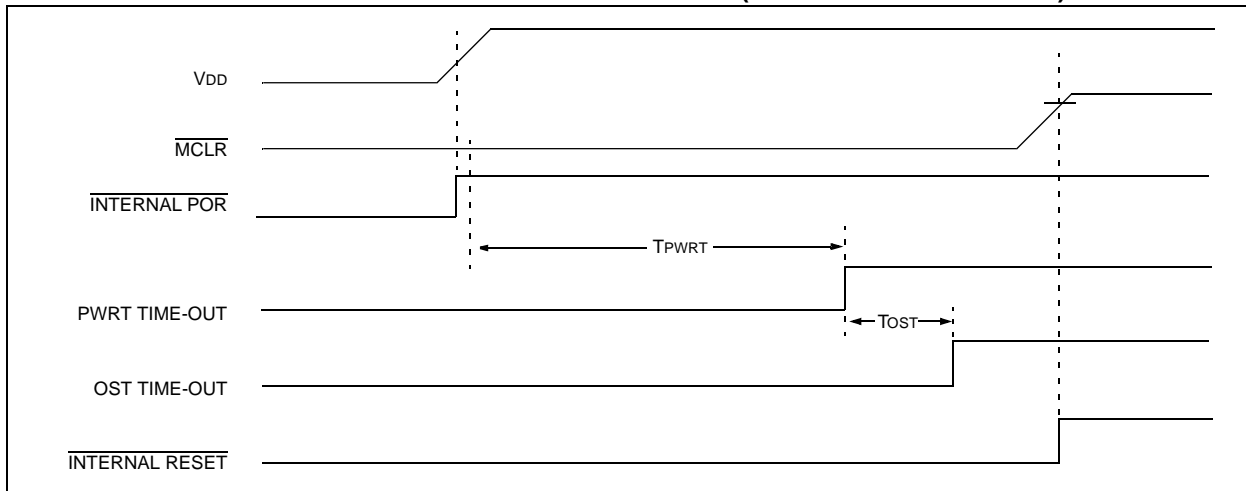 VDD
MCLR
INTERNAL POR
TPWRT
PWRT TIME-OUT
TOST
OST TIME-OUT
INTERNAL RESET